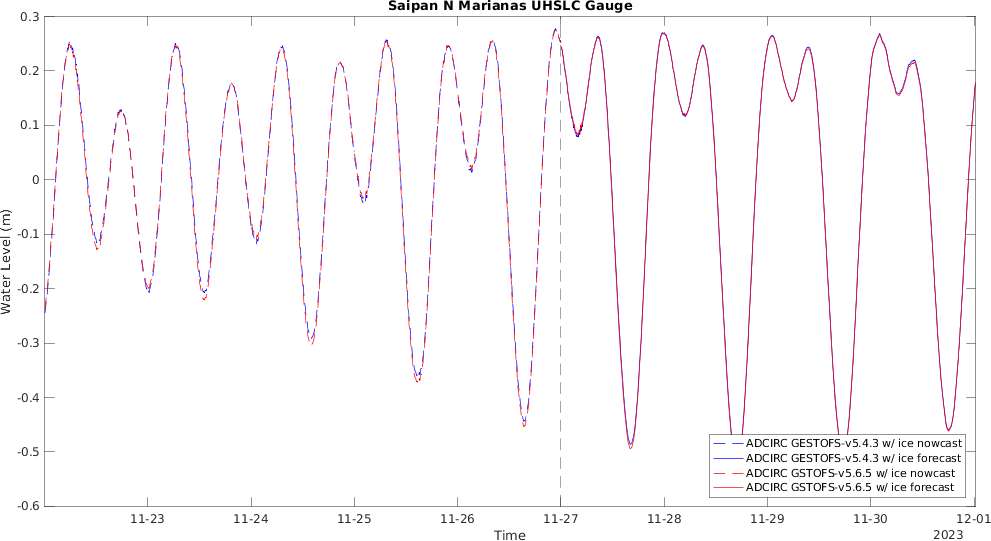 Saipan N Marianas UHSLC Gauge
0.3
0.2
0.1
0
-0.1
-0.2
-0.3
-0.4
-0.5
-0.6
Water Level (m)
ADCIRC GESTOFS-v5.4.3 w/ ice nowcast
ADCIRC GESTOFS-v5.4.3 w/ ice forecast
ADCIRC GSTOFS-v5.6.5 w/ ice nowcast
ADCIRC GSTOFS-v5.6.5 w/ ice forecast
11-23 11-24 11-25 11-26 11-27 11-28 11-29 11-30 12-01
Time
2023